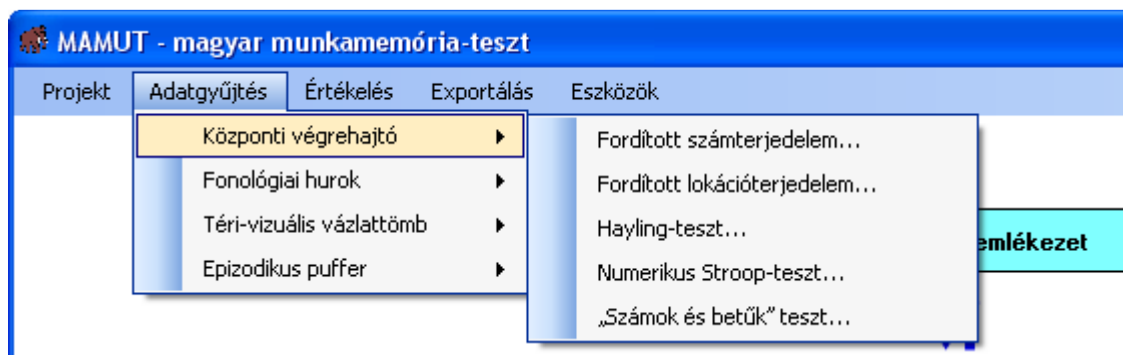 MAMUT - magyar munkamemória-teszt
Projekt Adatgyűjtés Értékelés Exportálás Eszközök
Központi végrehajtó
Fonológiai hurok
Téri-vizuális vázlattömb
Epizodikus puffer
Fordított számterjedelem...
Fordított lokációterjedelem...
Hayling-teszt...
Numerikus Stroop-teszt...
„Számok és betűk” teszt...
emlékezet